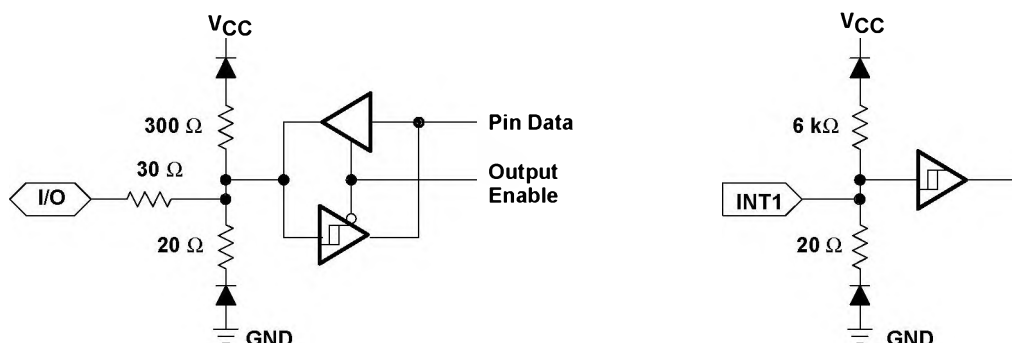 VCC
300 Ω
30 Ω
I/O
20 Ω
GND
Pin Data
Output
Enable
VCC
6 kΩ
INT1
20 Ω
GND